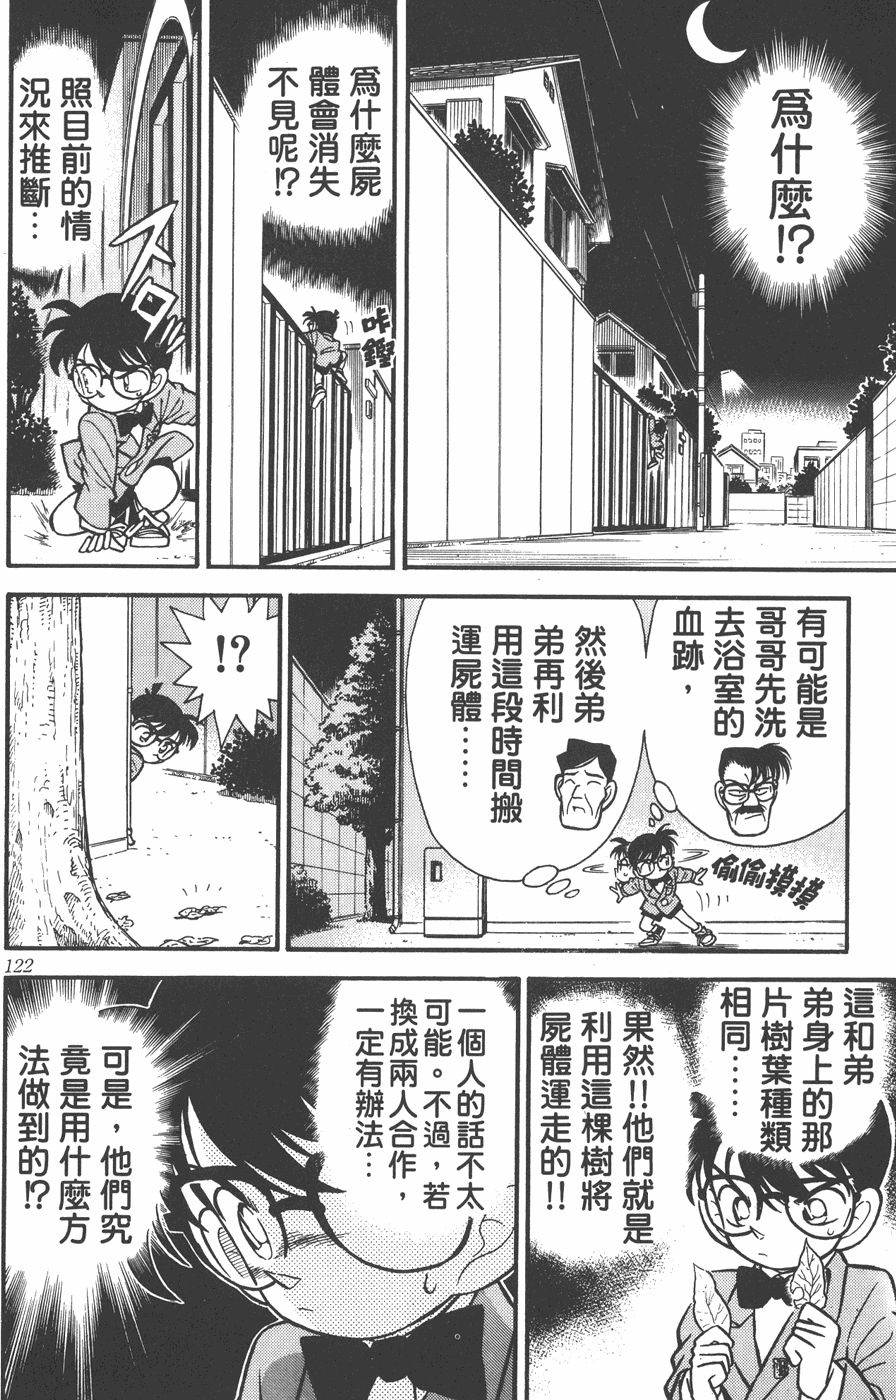 爲什麼!?
爲什麼屍
體會消失
不見呢!?
咔
鏗
照目前的情
況來推斷…
スタッ
有可能是
哥哥先洗
去浴室的
血跡，
然後弟
弟再利
用這段時間搬
運屍體……
偷偷摸摸
!?
122
這和弟
弟身上的那
片樹葉種類
相同……
果然!!他們就是
利用這棵樹將
屍體運走的!!
一個人的話不太
可能。不過，若
換成兩人合作，
一定有辦法…
可是，他們究
竟是用什麼方
法做到的!?